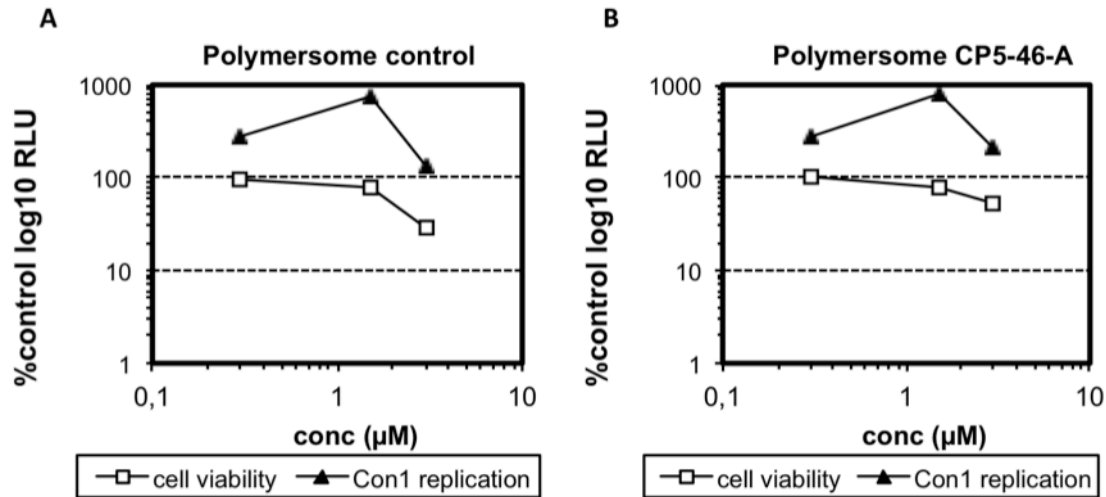 A
Polymersome control
%control log10 RLU
1000
100
10
1
0,1
1
10
conc (µM)
cell viability
Con1 replication
B
Polymersome CP5-46-A
%control log10 RLU
1000
100
10
1
0,1
1
10
conc (µM)
cell viability
Con1 replication